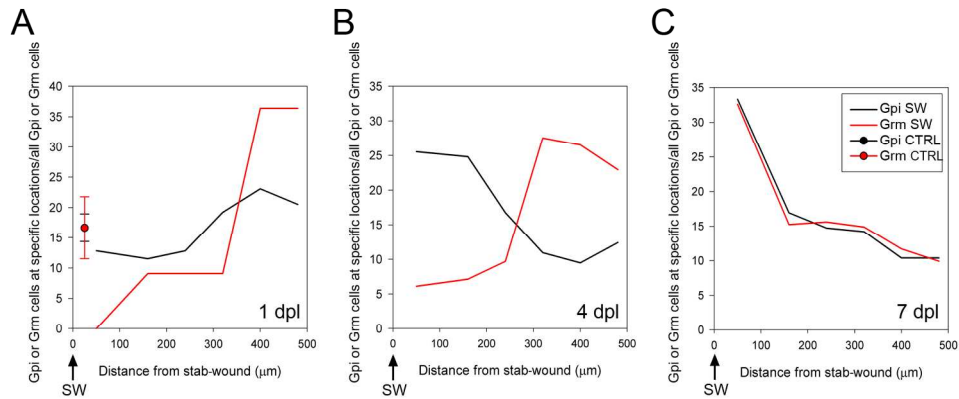 A
B
C
Gpi or Grm cells at specific locations/all Gpi or Grm cells
40
35
30
25
20
15
10
5
0
0 100 200 300 400 500
1 dpl
Distance from stab-wound (μm)
SW
Gpi or Grm cells at specific locations/all Gpi or Grm cells
35
30
25
20
15
10
5
0
0 100 200 300 400 500
4 dpl
Distance from stab-wound (μm)
SW
Gpi or Grm cells at specific locations/all Gpi or Grm cells
35
30
25
20
15
10
5
0
0 100 200 300 400 500
Gpi SW
Grm SW
Gpi CTRL
Grm CTRL
7 dpl
Distance from stab-wound (μm)
SW